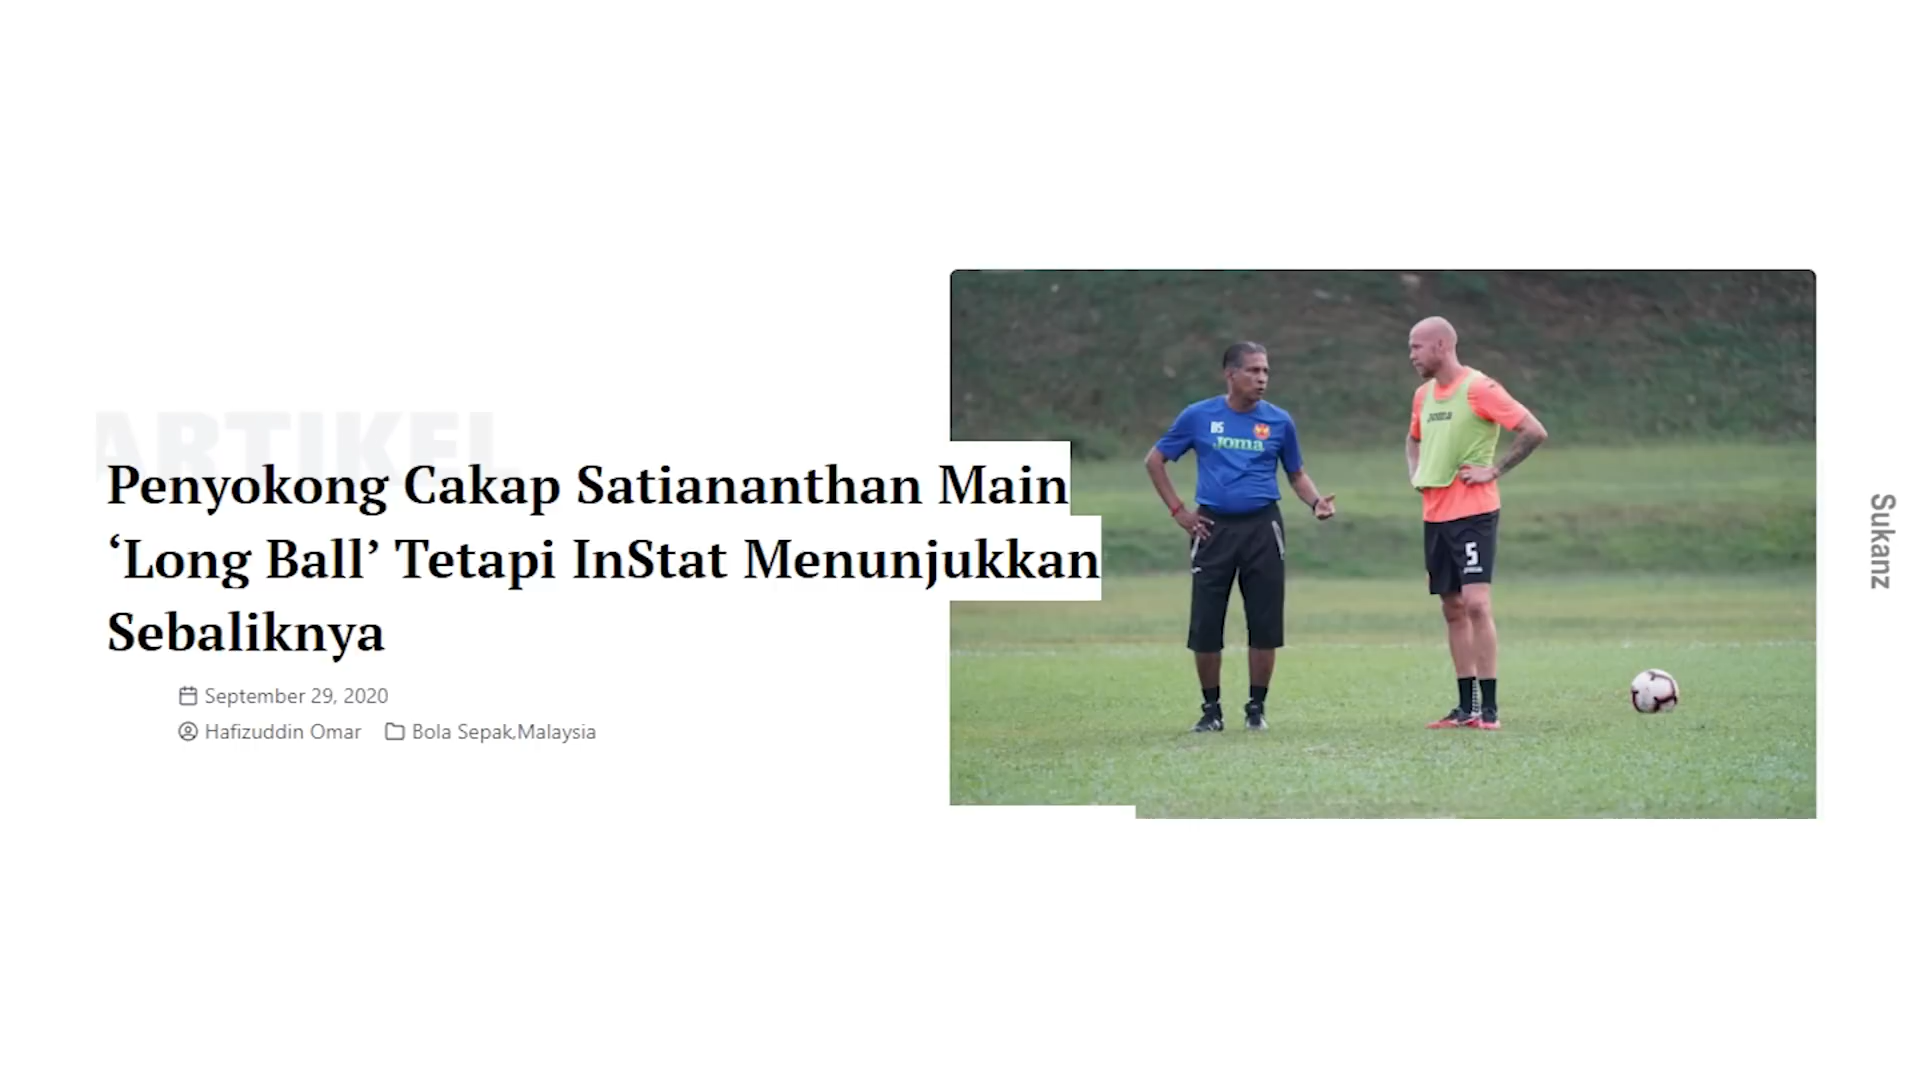 ARTIKEL
Penyokong Cakap Satiananthan Main
‘Long Ball’ Tetapi InStat Menunjukkan
Sebaliknya
September 29, 2020
Hafizuddin Omar Bola Sepak,Malaysia
BS
Joma
Joma
5
Sukanz